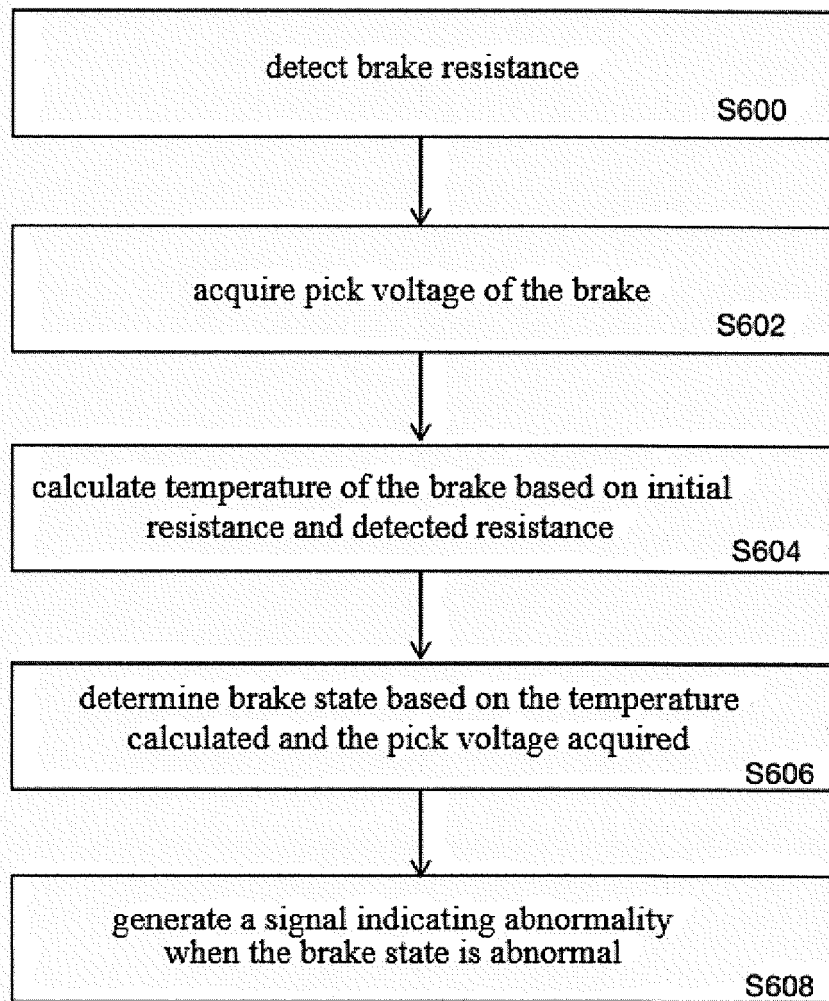 detect brake resistance
S600
acquire pick voltage of the brake
S602
calculate temperature of the brake based on initial
resistance and detected resistance
S604
determine brake state based on the temperature
calculated and the pick voltage acquired
S606
generate a signal indicating abnormality
when the brake state is abnormal
S608